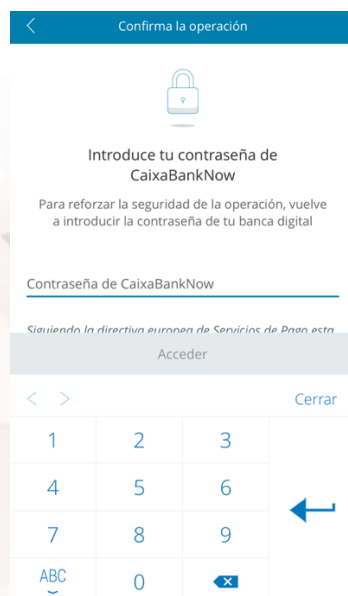 Confirma la operación
Introduce tu contraseña de
CaixaBankNow
Para reforzar la seguridad de la operación, vuelve
a introducir la contraseña de tu banca digital
Contraseña de CaixaBankNow
Siguiendo la directiva europea de Servicios de Pago esta
Acceder
< > Cerrar
1 2 3
4 5 6
7 8 9
ABC 0